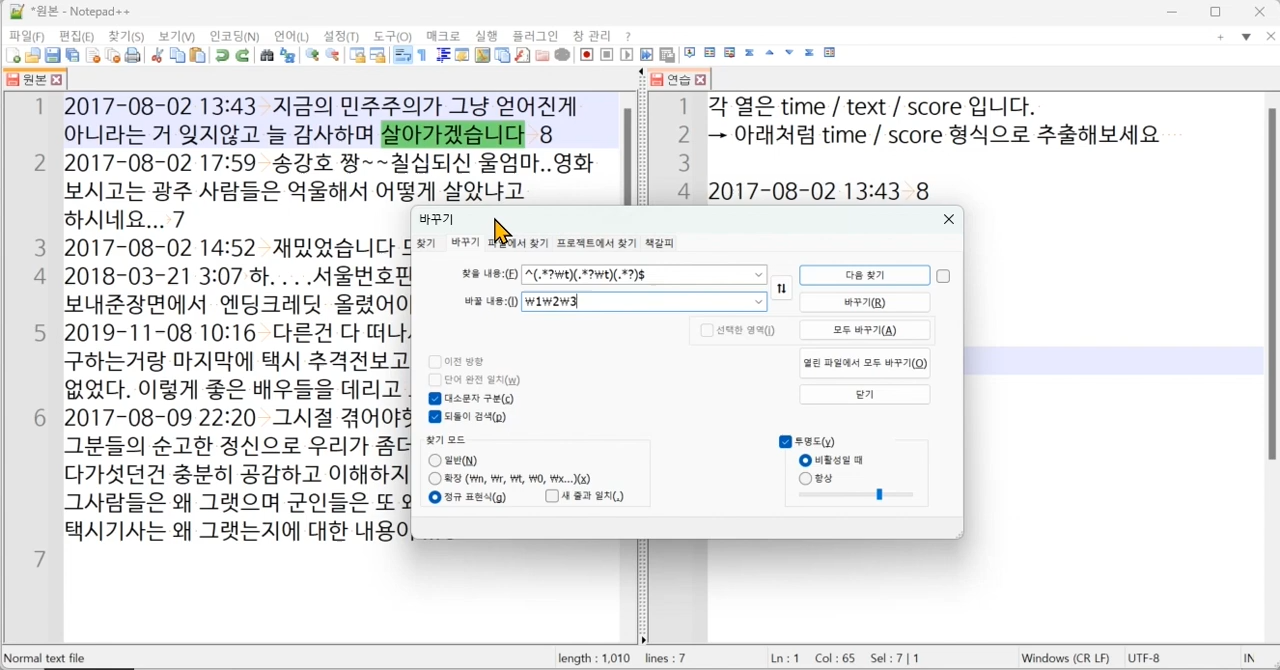 *원본 - Notepad++
파일(F) 편집(E) 찾기(S) 보기(V) 인코딩(N) 언어(L) 설정(T) 도구(O) 매크로 실행 플러그인 창 관리 ?
원본
1 2017-08-02 13:43 지금의 민주주의가 그냥 얻어진게
아니라는 거 잊지않고 늘 감사하며 살아가겠습니다 8
2 2017-08-02 17:59 송강호 짱~~칠십되신 울엄마..영화
보시고는 광주 사람들은 억울해서 어떻게 살았냐고
하시네요... 7
3 2017-08-02 14:52 재밌었습니다
4 2018-03-21 3:07 하. . . .서울번호판
보내준장면에서 엔딩크레딧 올렸어야
5 2019-11-08 10:16 다른건 다 떠나
구하는거랑 마지막에 택시 추격전보고
없었다. 이렇게 좋은 배우들을 데리고
6 2017-08-09 22:20 그시절 겪어야
그분들의 순고한 정신으로 우리가 좀더
다가섯던건 충분히 공감하고 이해하지
그사람들은 왜 그랫으며 군인들은 또
택시기사는 왜 그랫는지에 대한 내용이
7
연습
1 각 열은 time / text / score 입니다.
2 → 아래처럼 time / score 형식으로 추출해보세요
3
4 2017-08-02 13:43 8
바꾸기
찾기 바꾸기 파일에서 찾기 프로젝트에서 찾기 책갈피
찾을 내용:(F) ^(.*?₩t)(.*?₩t)(.*?)$ 다음 찾기
바꿀 내용:(I) ₩1₩2₩3 바꾸기(R)
선택한 영역(I) 모두 바꾸기(A)
열린 파일에서 모두 바꾸기(O)
닫기
이전 방향
단어 완전 일치(w)
대소문자 구분(c)
되돌이 검색(p)
찾기 모드
일반(N)
확장 (₩n, ₩r, ₩t, ₩0, ₩x...)(x)
정규 표현식(g) 새 줄과 일치(.)
투명도(y)
비활성일 때
항상
Normal text file length : 1,010 lines : 7 Ln : 1 Col : 65 Sel : 7 | 1 Windows (CR LF) UTF-8 IN